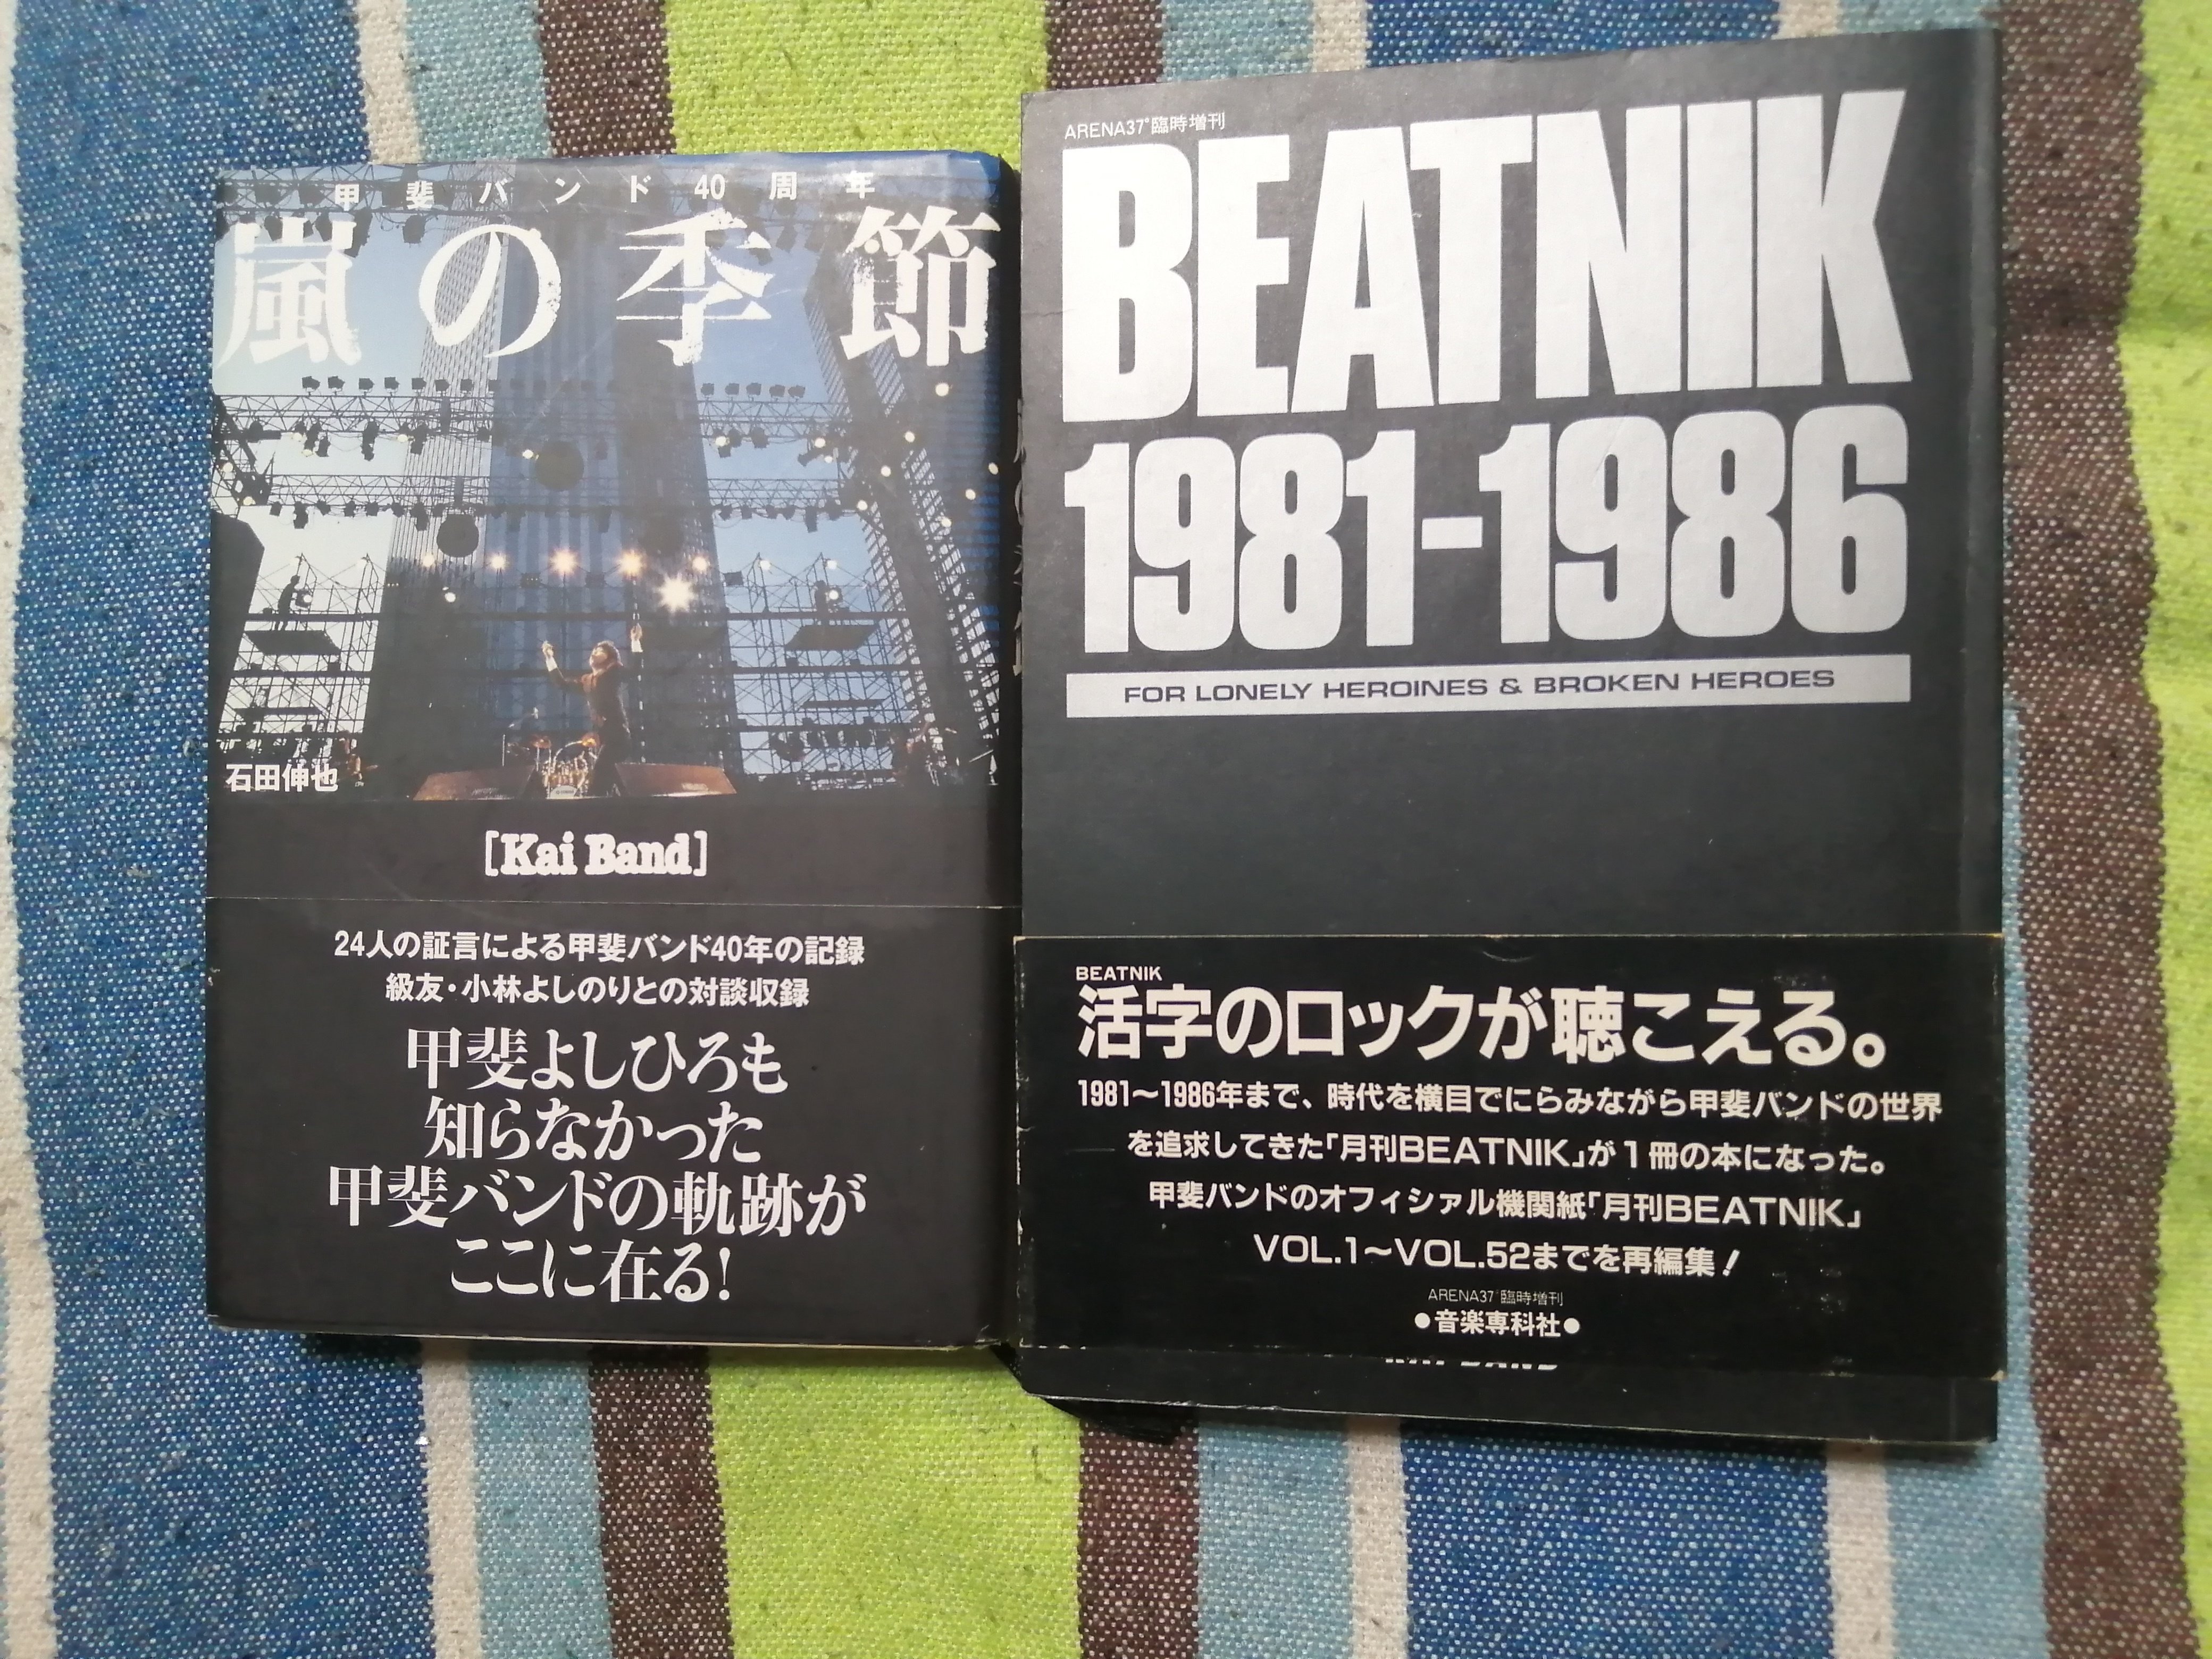 甲斐バンド40周年
嵐の季節
石田伸也
[Kai Band]
24人の証言による甲斐バンド40年の記録
級友・小林よしのりとの対談収録
甲斐よしひろも
知らなかった
甲斐バンドの軌跡が
ここに在る!
ARENA37°臨時増刊
BEATNIK
1981-1986
FOR LONELY HEROINES & BROKEN HEROES
BEATNIK
活字のロックが聴こえる。
1981〜1986年まで、時代を横目でにらみながら甲斐バンドの世界
を追求してきた「月刊BEATNIK」が1冊の本になった。
甲斐バンドのオフィシャル機関紙「月刊BEATNIK」
VOL.1〜VOL.52までを再編集!
ARENA37°臨時増刊
●音楽専科社●